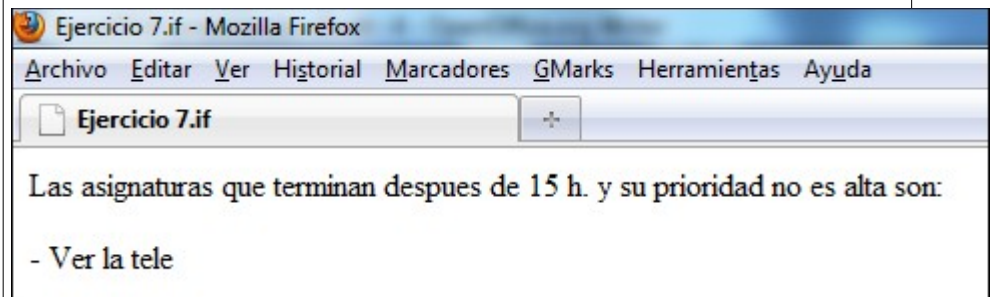 Ejercicio 7.if - Mozilla Firefox
Archivo Editar Ver Historial Marcadores GMarks Herramientas Ayuda
Ejercicio 7.if
Las asignaturas que terminan despues de 15 h. y su prioridad no es alta son:
- Ver la tele